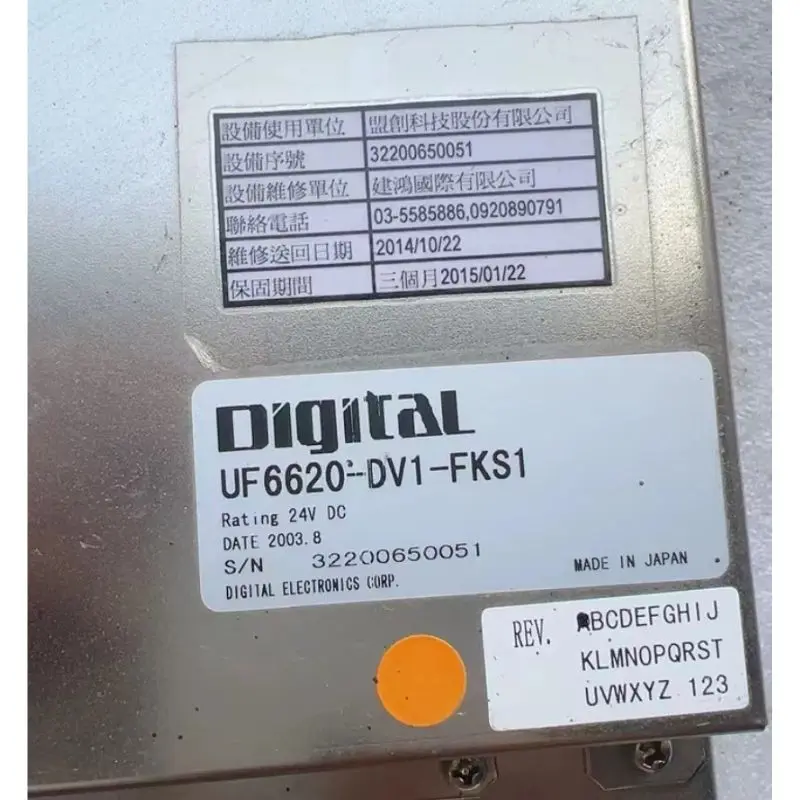 設備使用單位 盟創科技股份有限公司
設備序號 32200650051
設備維修單位 建鴻國際有限公司
聯絡電話 03-5585886,0920890791
維修送回日期 2014/10/22
保固期間 三個月2015/01/22
Digital
UF6620-DV1-FKS1
Rating 24V DC
DATE 2003.8
S/N 32200650051
MADE IN JAPAN
DIGITAL ELECTRONICS CORP.
REV. ABCDEFGHIJ
KLMNOPQRST
UVWXYZ 123